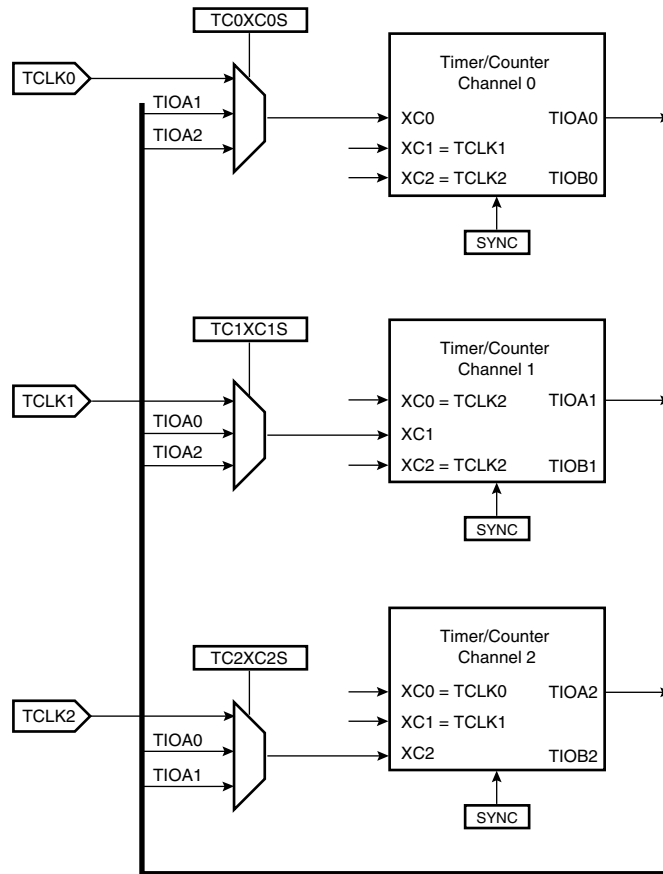 TC0XC0S
TCLK0
TIOA1
TIOA2
Timer/Counter
Channel 0
XC0
TIOA0
XC1 = TCLK1
XC2 = TCLK2
TIOB0
SYNC
TC1XC1S
TCLK1
TIOA0
TIOA2
Timer/Counter
Channel 1
XC0 = TCLK2
TIOA1
XC1
XC2 = TCLK2
TIOB1
SYNC
TC2XC2S
TCLK2
TIOA0
TIOA1
Timer/Counter
Channel 2
XC0 = TCLK0
TIOA2
XC1 = TCLK1
XC2
TIOB2
SYNC